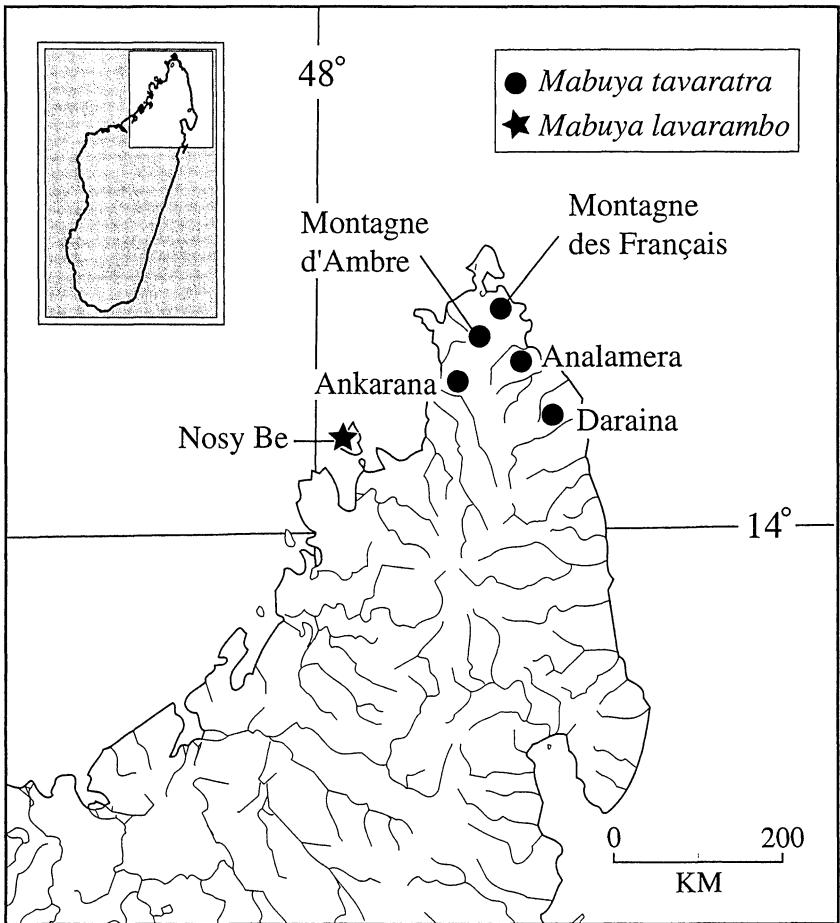 48°
Mabuya tavaratra
Mabuya lavarambo
Montagne
d'Ambre
Montagne
des Français
Analamera
Ankarana
Daraina
Nosy Be
14°
0 200
KM